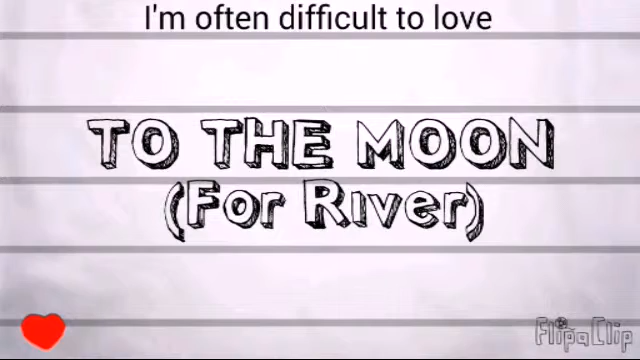 I'm often difficult to love
TO THE MOON
(For River)
FlipaClip